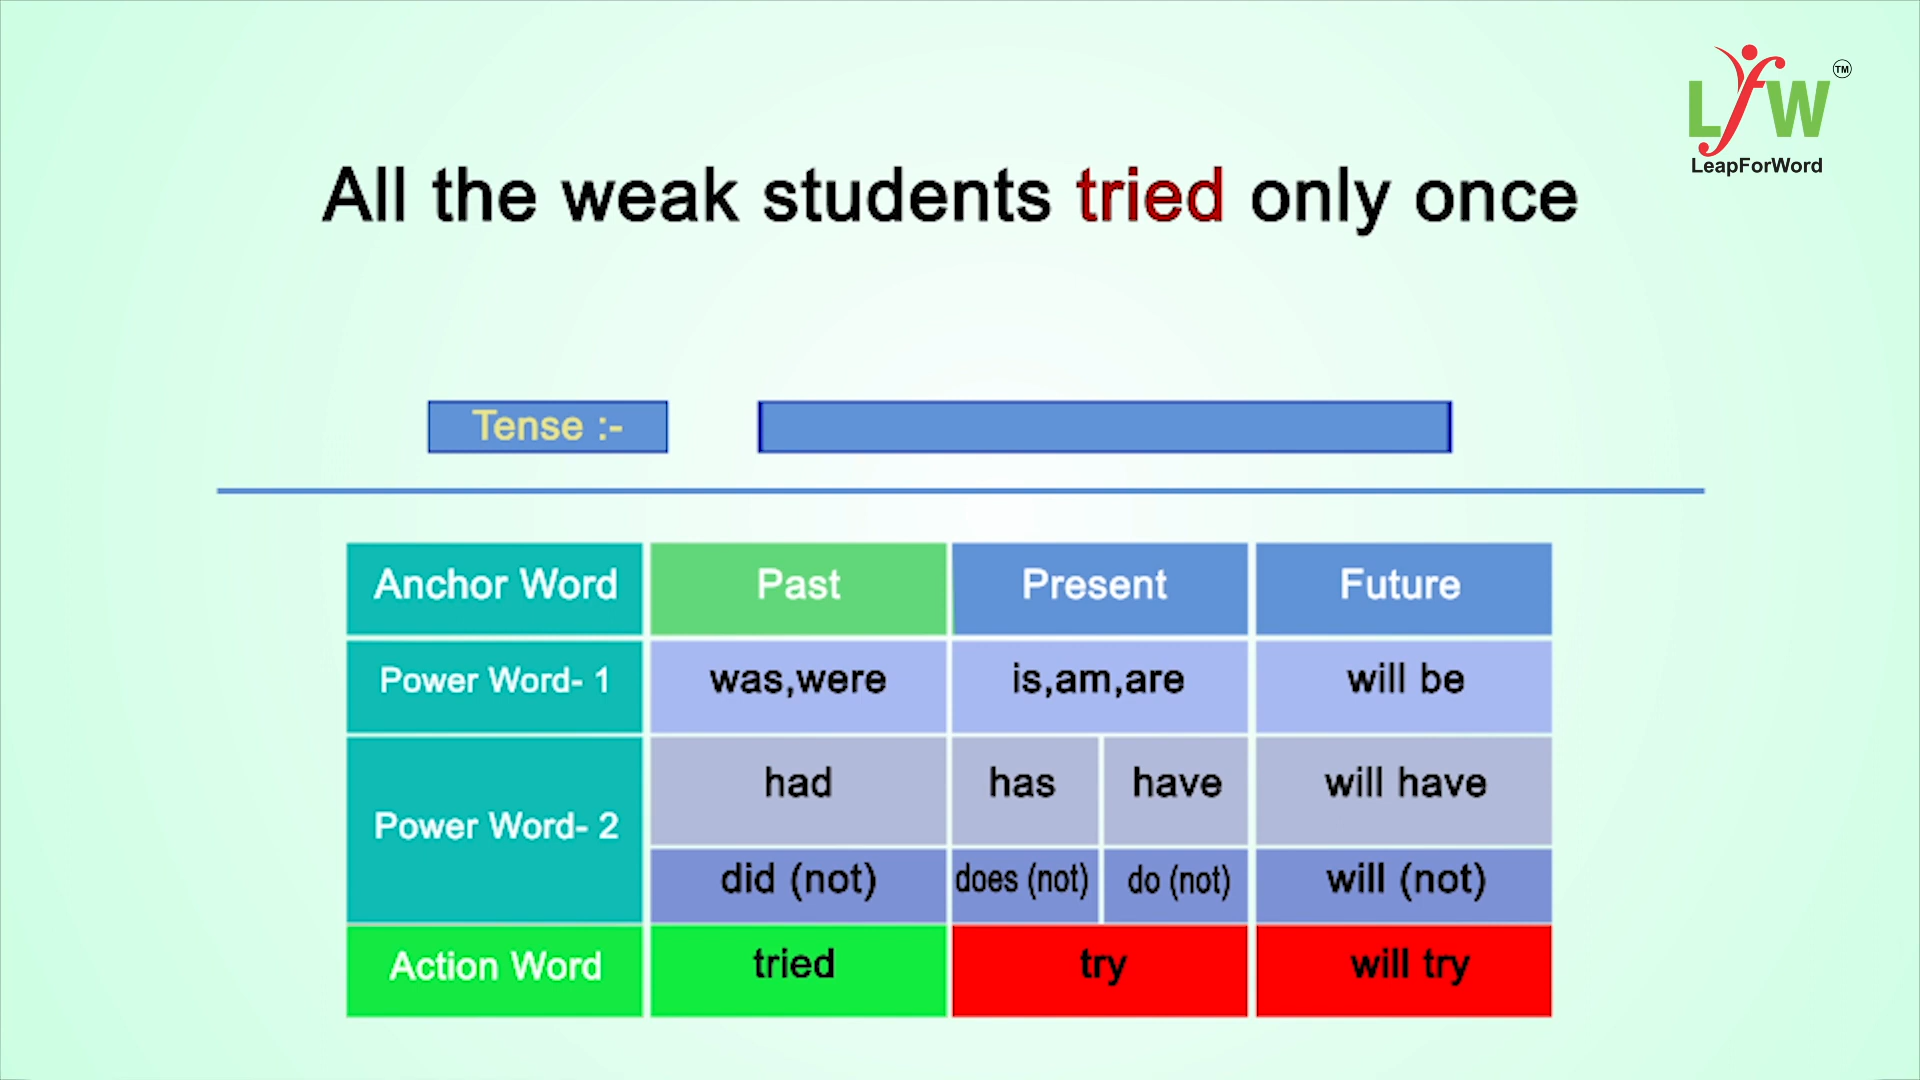 LfW TM
LeapForWord
All the weak students tried only once
Tense :-
Anchor Word Past Present Future
Power Word- 1 was,were is,am,are will be
Power Word- 2 had has have will have
did (not) does (not) do (not) will (not)
Action Word tried try will try